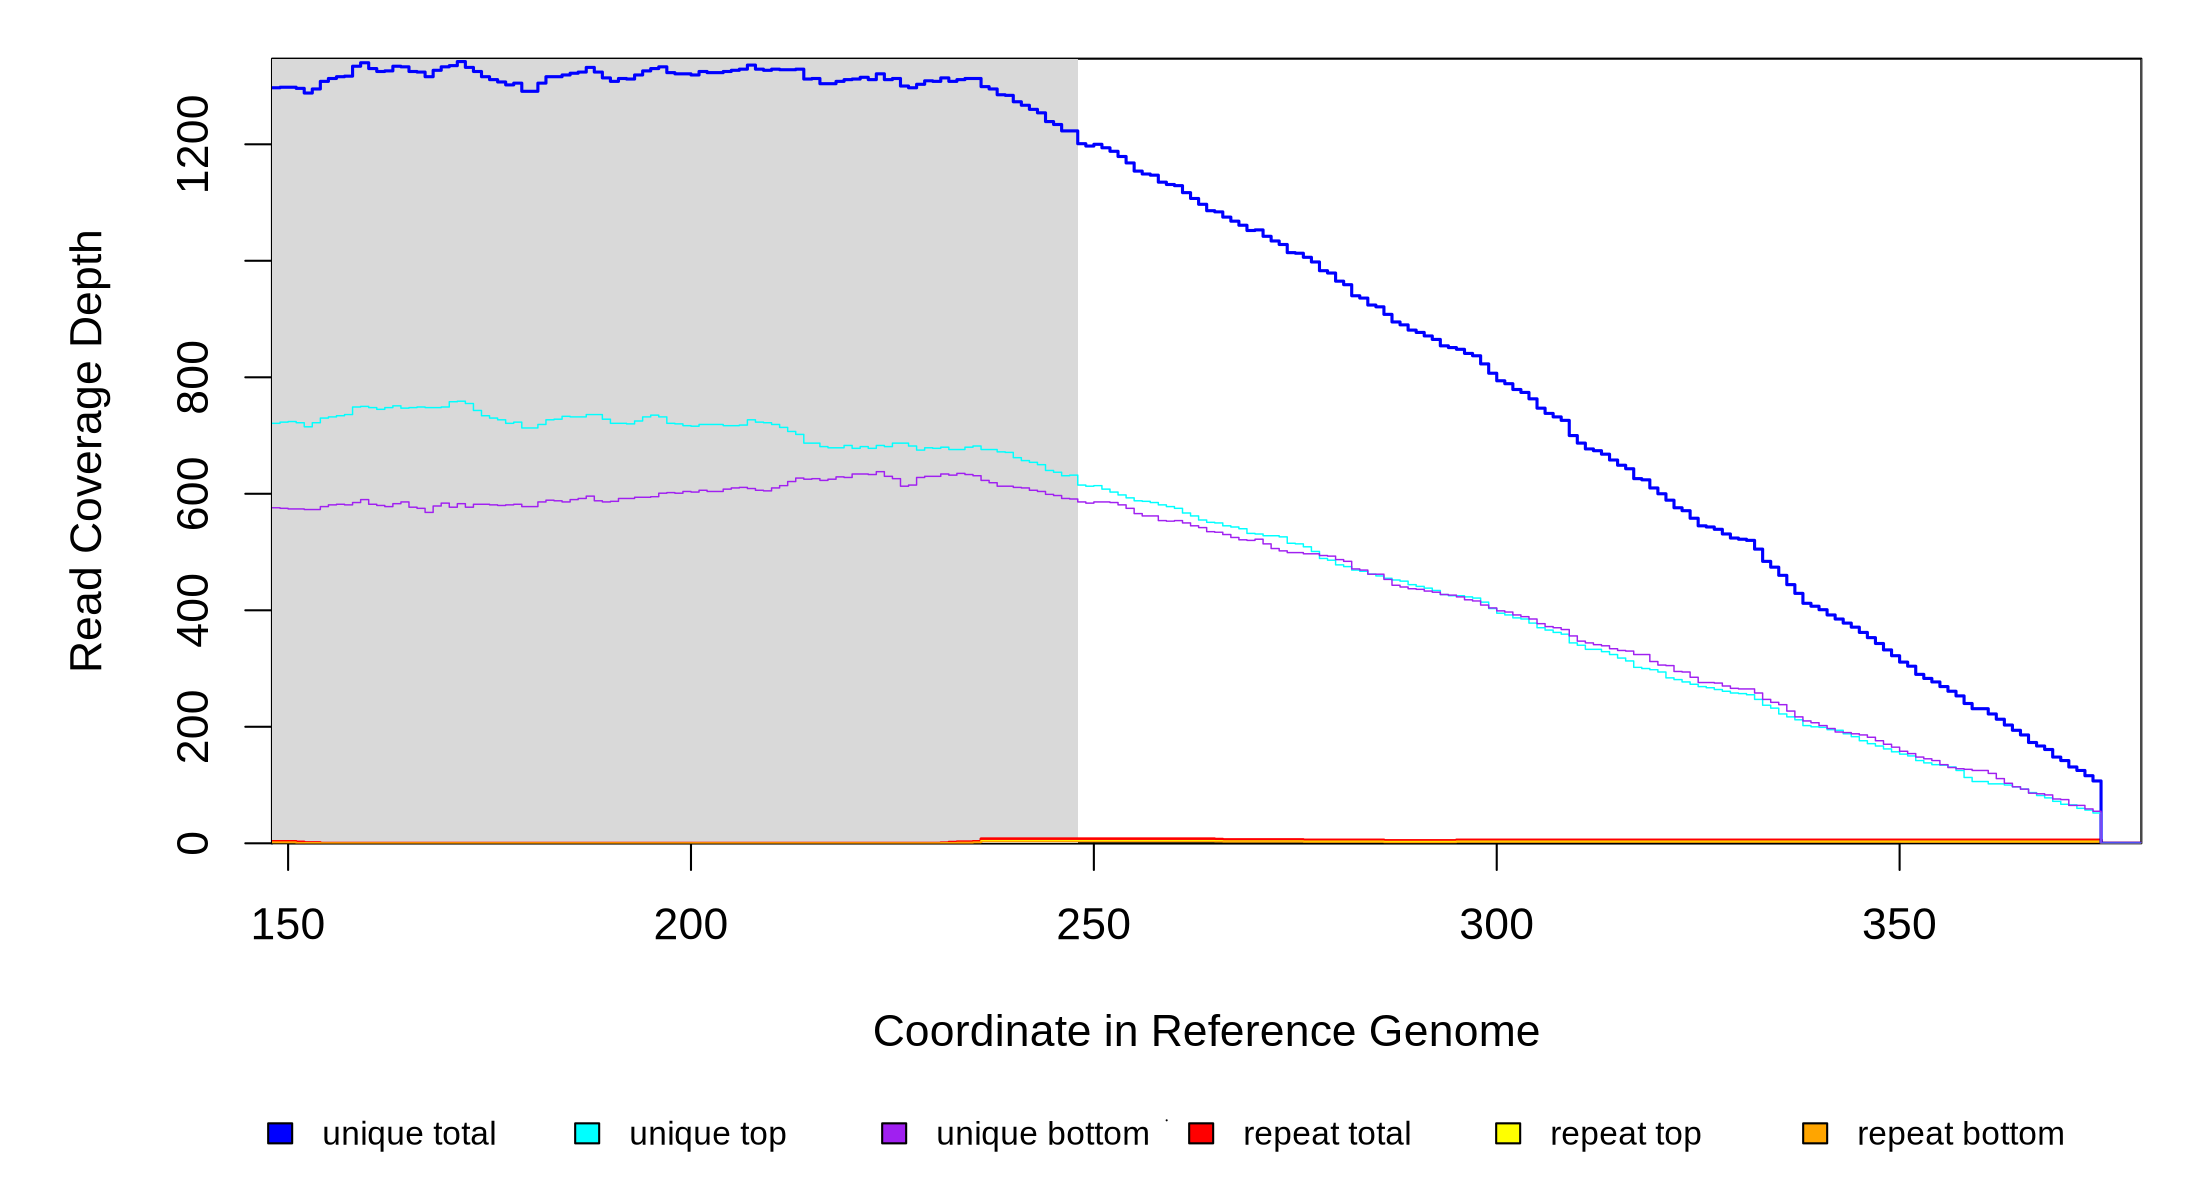 Read Coverage Depth
1200
800
600
400
200
0
150 200 250 300 350
Coordinate in Reference Genome
unique total unique top unique bottom repeat total repeat top repeat bottom